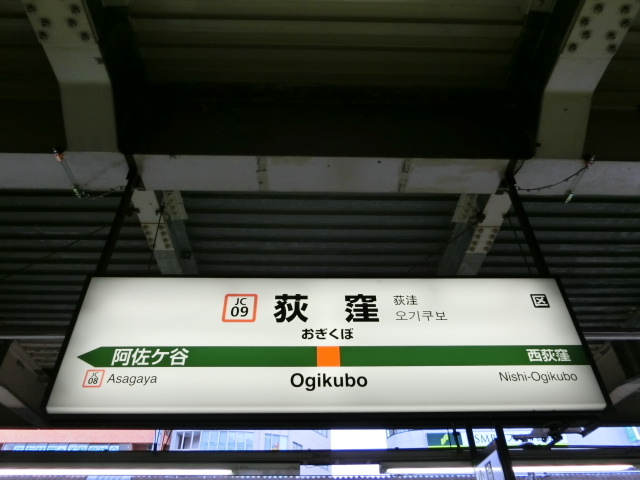 JC
09
荻窪
荻洼
오기쿠보
区
おぎくぼ
阿佐ケ谷
西荻窪
JC
08
Asagaya
Ogikubo
Nishi-Ogikubo